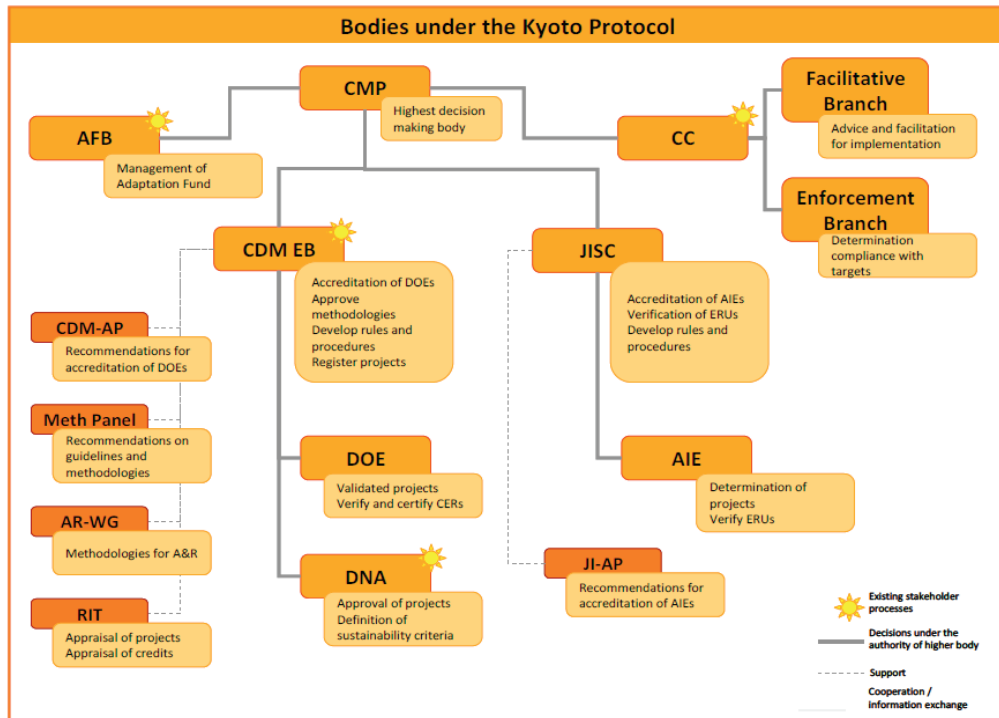 Bodies under the Kyoto Protocol
CMP
Highest decision
making body
AFB
Management of
Adaptation Fund
CC
Facilitative
Branch
Advice and facilitation
for implementation
Enforcement
Branch
Determination
compliance with
targets
CDM EB
Accreditation of DOEs
Approve
methodologies
Develop rules and
procedures
Register projects
JISC
Accreditation of AIEs
Verification of ERUs
Develop rules and
procedures
CDM-AP
Recommendations for
accreditation of DOEs
Meth Panel
Recommendations on
guidelines and
methodologies
AR-WG
Methodologies for A&R
RIT
Appraisal of projects
Appraisal of credits
DOE
Validated projects
Verify and certify CERs
DNA
Approval of projects
Definition of
sustainability criteria
AIE
Determination of
projects
Verify ERUs
JI-AP
Recommendations for
accreditation of AIEs
Existing stakeholder
processes
Decisions under the
authority of higher body
Support
Cooperation /
information exchange